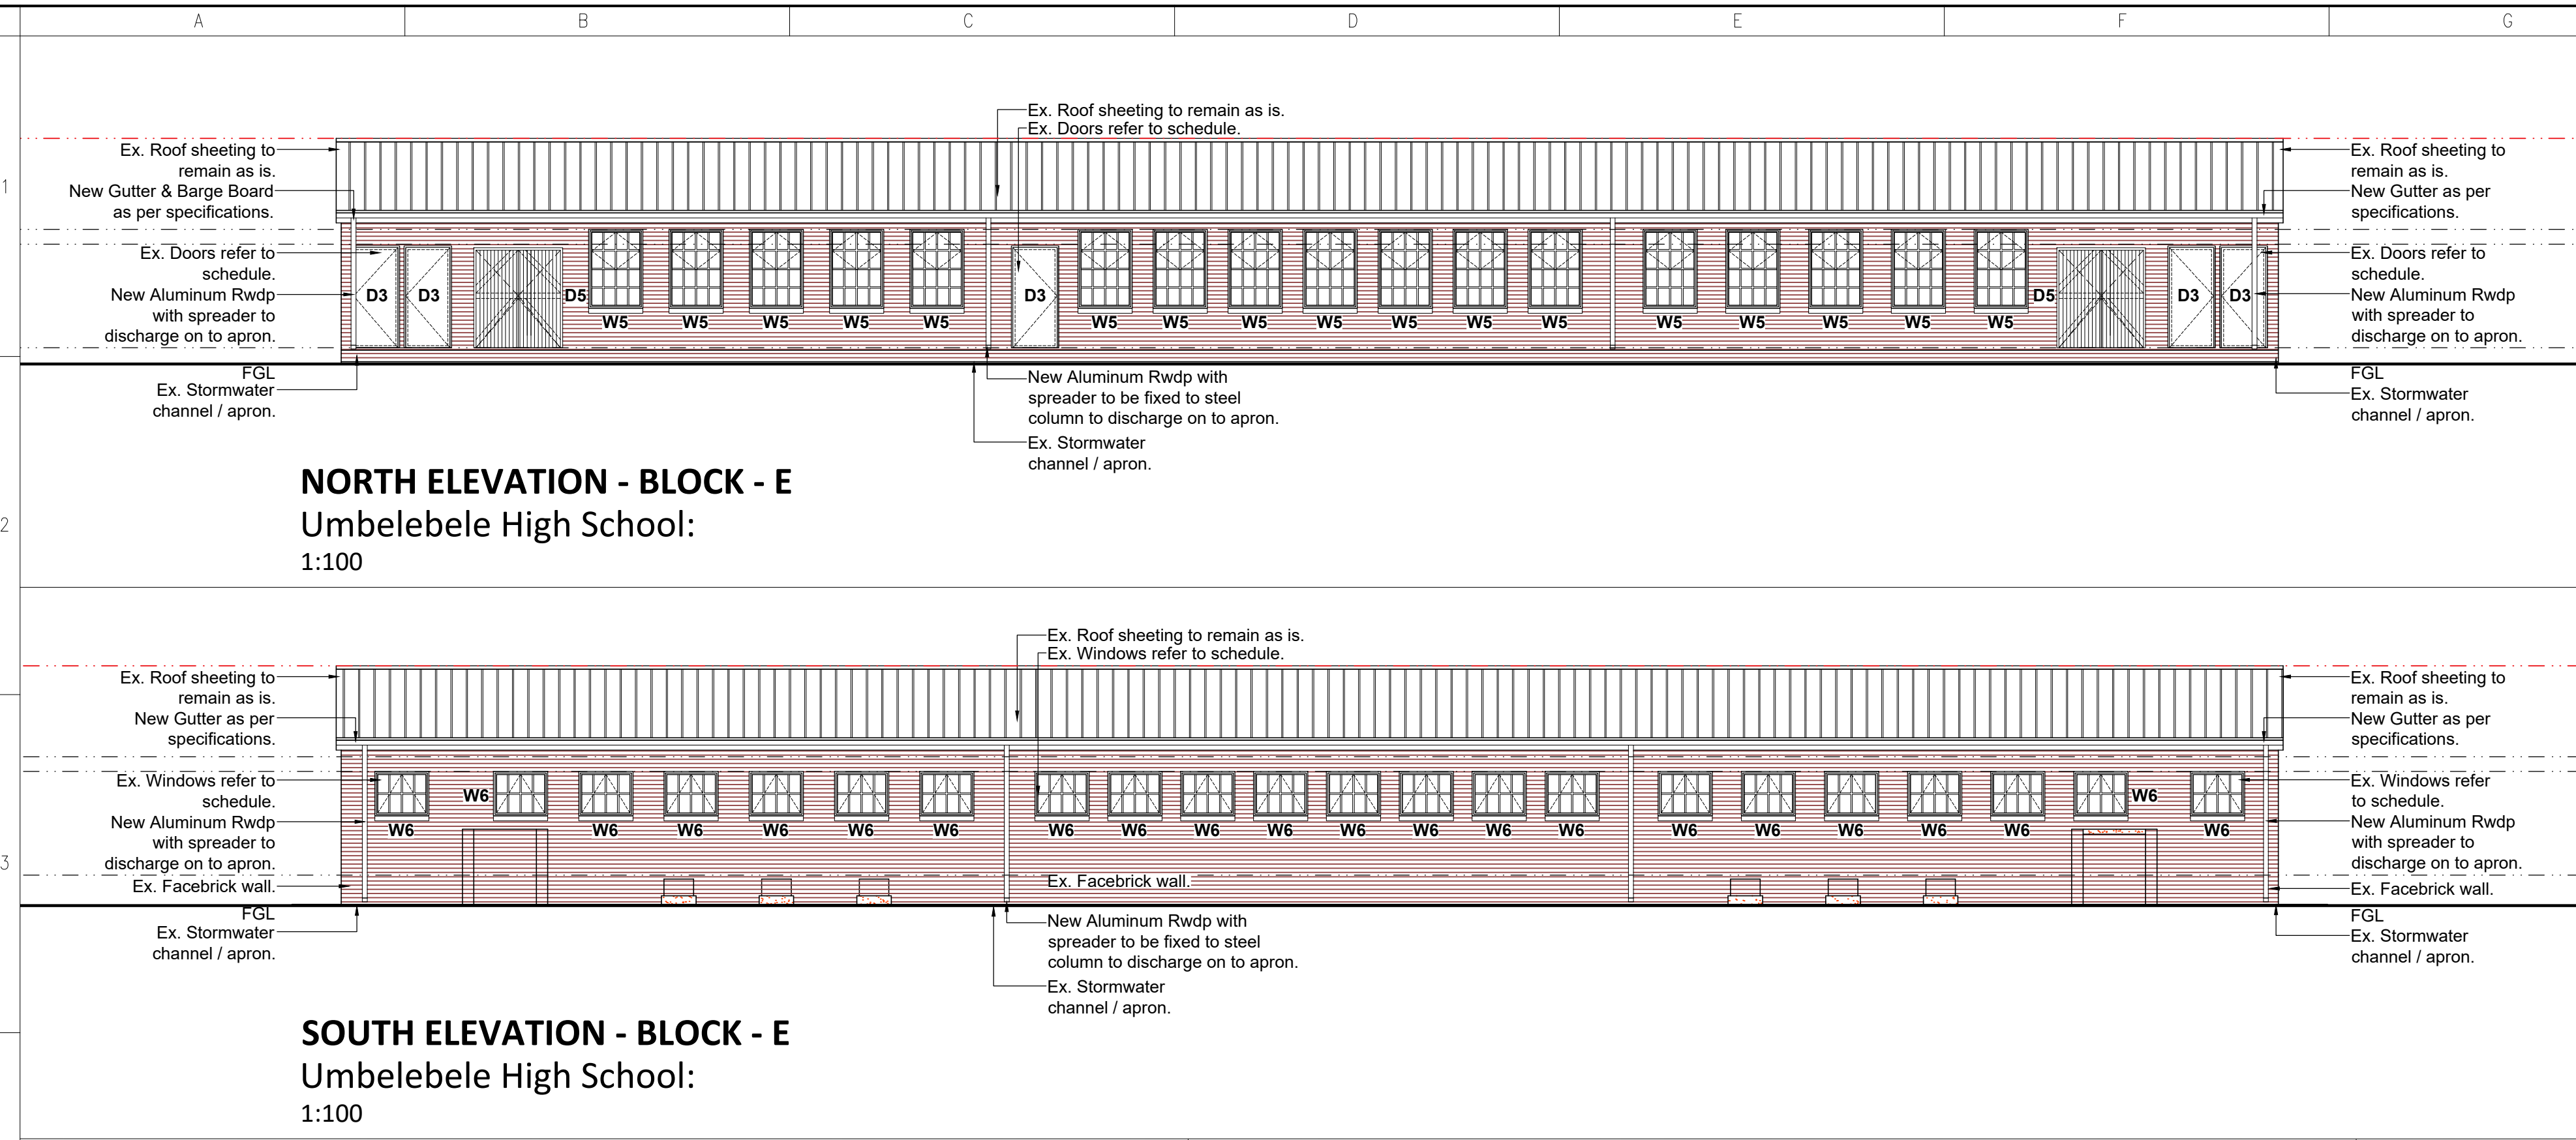 A B C D E F G
1
2
3
Ex. Roof sheeting to remain as is.
Ex. Doors refer to schedule.
Ex. Roof sheeting to
remain as is.
New Gutter & Barge Board
as per specifications.
Ex. Doors refer to
schedule.
New Aluminum Rwdp
with spreader to
discharge on to apron.
FGL
Ex. Stormwater
channel / apron.
D3 D3 D5 D3 D5 D3 D3
W5 W5 W5 W5 W5 W5 W5 W5 W5 W5 W5 W5 W5 W5 W5 W5 W5
New Aluminum Rwdp with
spreader to be fixed to steel
column to discharge on to apron.
Ex. Stormwater
channel / apron.
Ex. Roof sheeting to
remain as is.
New Gutter as per
specifications.
Ex. Doors refer to
schedule.
New Aluminum Rwdp
with spreader to
discharge on to apron.
FGL
Ex. Stormwater
channel / apron.
NORTH ELEVATION - BLOCK - E
Umbelebele High School:
1:100
Ex. Roof sheeting to remain as is.
Ex. Windows refer to schedule.
Ex. Roof sheeting to
remain as is.
New Gutter as per
specifications.
Ex. Windows refer to
schedule.
New Aluminum Rwdp
with spreader to
discharge on to apron.
Ex. Facebrick wall.
FGL
Ex. Stormwater
channel / apron.
W6 W6
W6 W6 W6 W6 W6 W6 W6 W6 W6 W6 W6 W6 W6 W6 W6 W6 W6 W6 W6 W6
Ex. Facebrick wall.
New Aluminum Rwdp with
spreader to be fixed to steel
column to discharge on to apron.
Ex. Stormwater
channel / apron.
Ex. Roof sheeting to
remain as is.
New Gutter as per
specifications.
Ex. Windows refer
to schedule.
New Aluminum Rwdp
with spreader to
discharge on to apron.
Ex. Facebrick wall.
FGL
Ex. Stormwater
channel / apron.
SOUTH ELEVATION - BLOCK - E
Umbelebele High School:
1:100